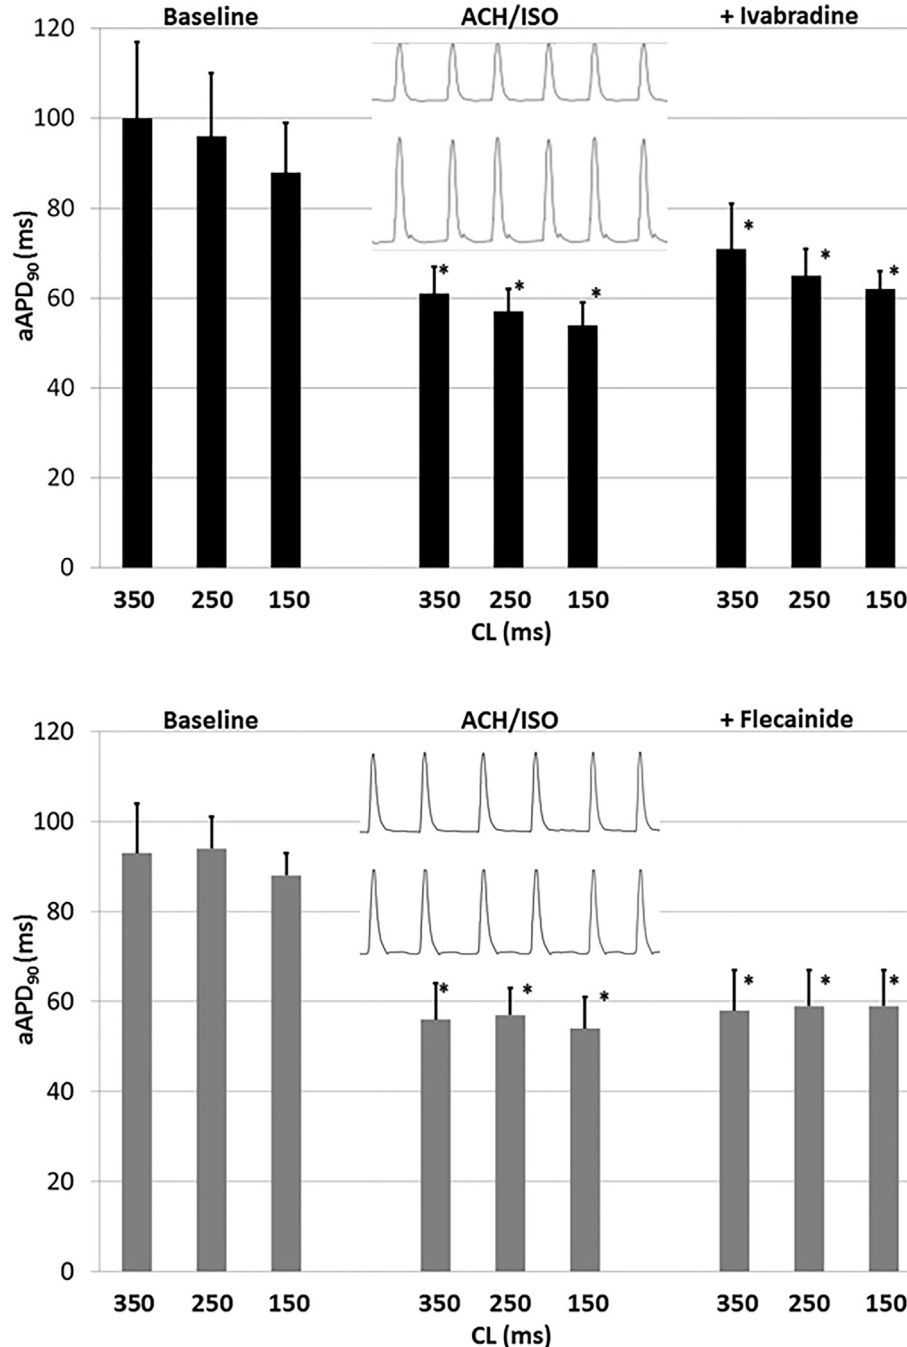 Baseline ACH/ISO + Ivabradine
120
100
80
60
40
20
0
aAPD90 (ms)
* * * * * *
350 250 150 350 250 150 350 250 150
CL (ms)
Baseline ACH/ISO + Flecainide
120
100
80
60
40
20
0
aAPD90 (ms)
* * * * * *
350 250 150 350 250 150 350 250 150
CL (ms)